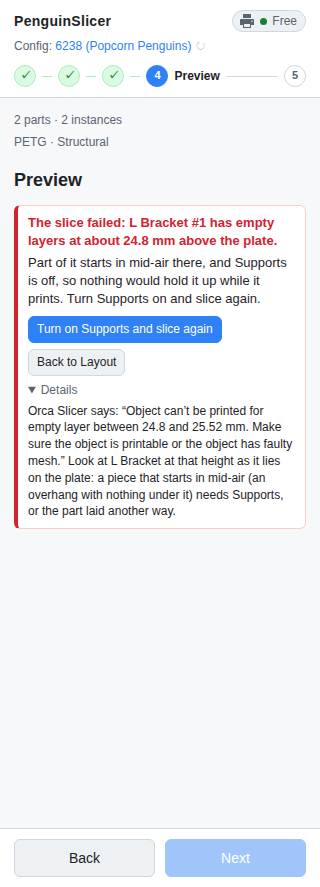 PenguinSlicer
Free
Config: 6238 (Popcorn Penguins)
4 Preview 5
2 parts · 2 instances
PETG · Structural
Preview
The slice failed: L Bracket #1 has empty
layers at about 24.8 mm above the plate.
Part of it starts in mid-air there, and Supports
is off, so nothing would hold it up while it
prints. Turn Supports on and slice again.
Turn on Supports and slice again
Back to Layout
Details
Orca Slicer says: “Object can’t be printed for
empty layer between 24.8 and 25.52 mm. Make
sure the object is printable or the object has faulty
mesh.” Look at L Bracket at that height as it lies
on the plate: a piece that starts in mid-air (an
overhang with nothing under it) needs Supports,
or the part laid another way.
Back
Next